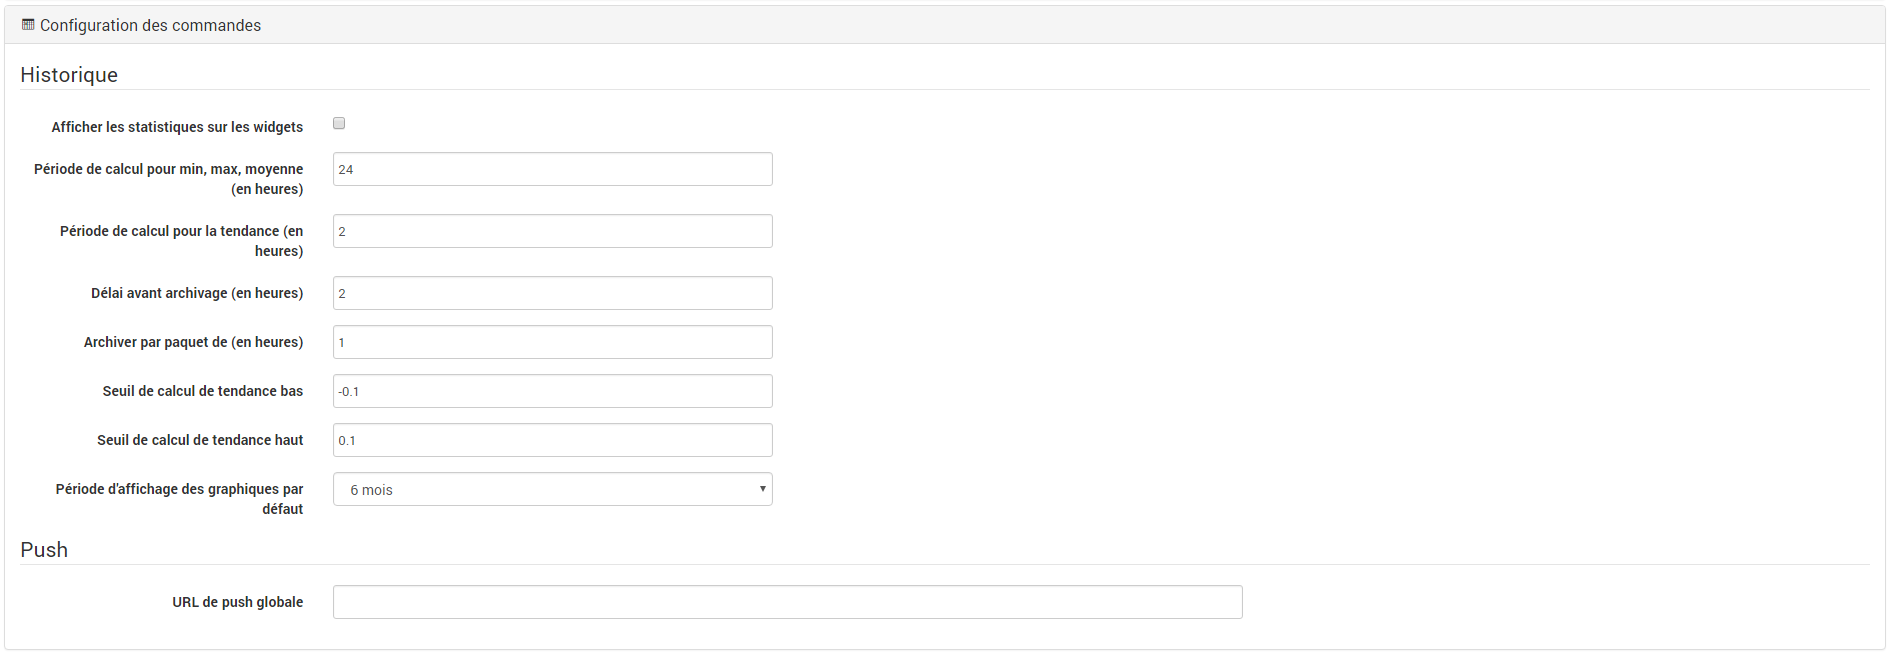 Configuration des commandes
Historique
Afficher les statistiques sur les widgets
Période de calcul pour min, max, moyenne
(en heures)
24
Période de calcul pour la tendance (en
heures)
2
Délai avant archivage (en heures)
2
Archiver par paquet de (en heures)
1
Seuil de calcul de tendance bas
-0.1
Seuil de calcul de tendance haut
0.1
Période d'affichage des graphiques par
défaut
6 mois
Push
URL de push globale